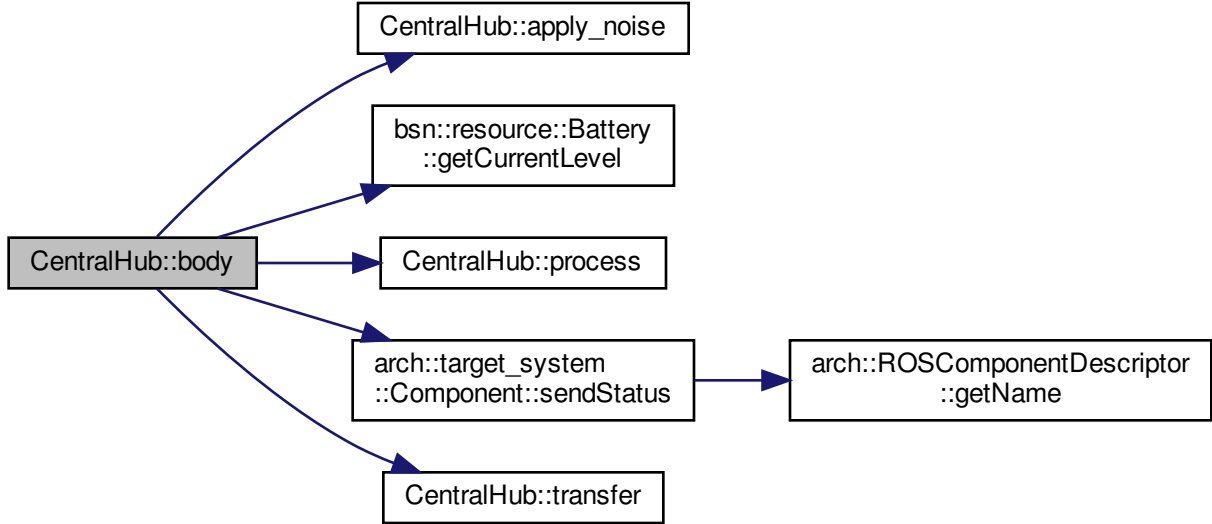 CentralHub::apply_noise
bsn::resource::Battery
::getCurrentLevel
CentralHub::body
CentralHub::process
arch::target_system
::Component::sendStatus
arch::ROSComponentDescriptor
::getName
CentralHub::transfer